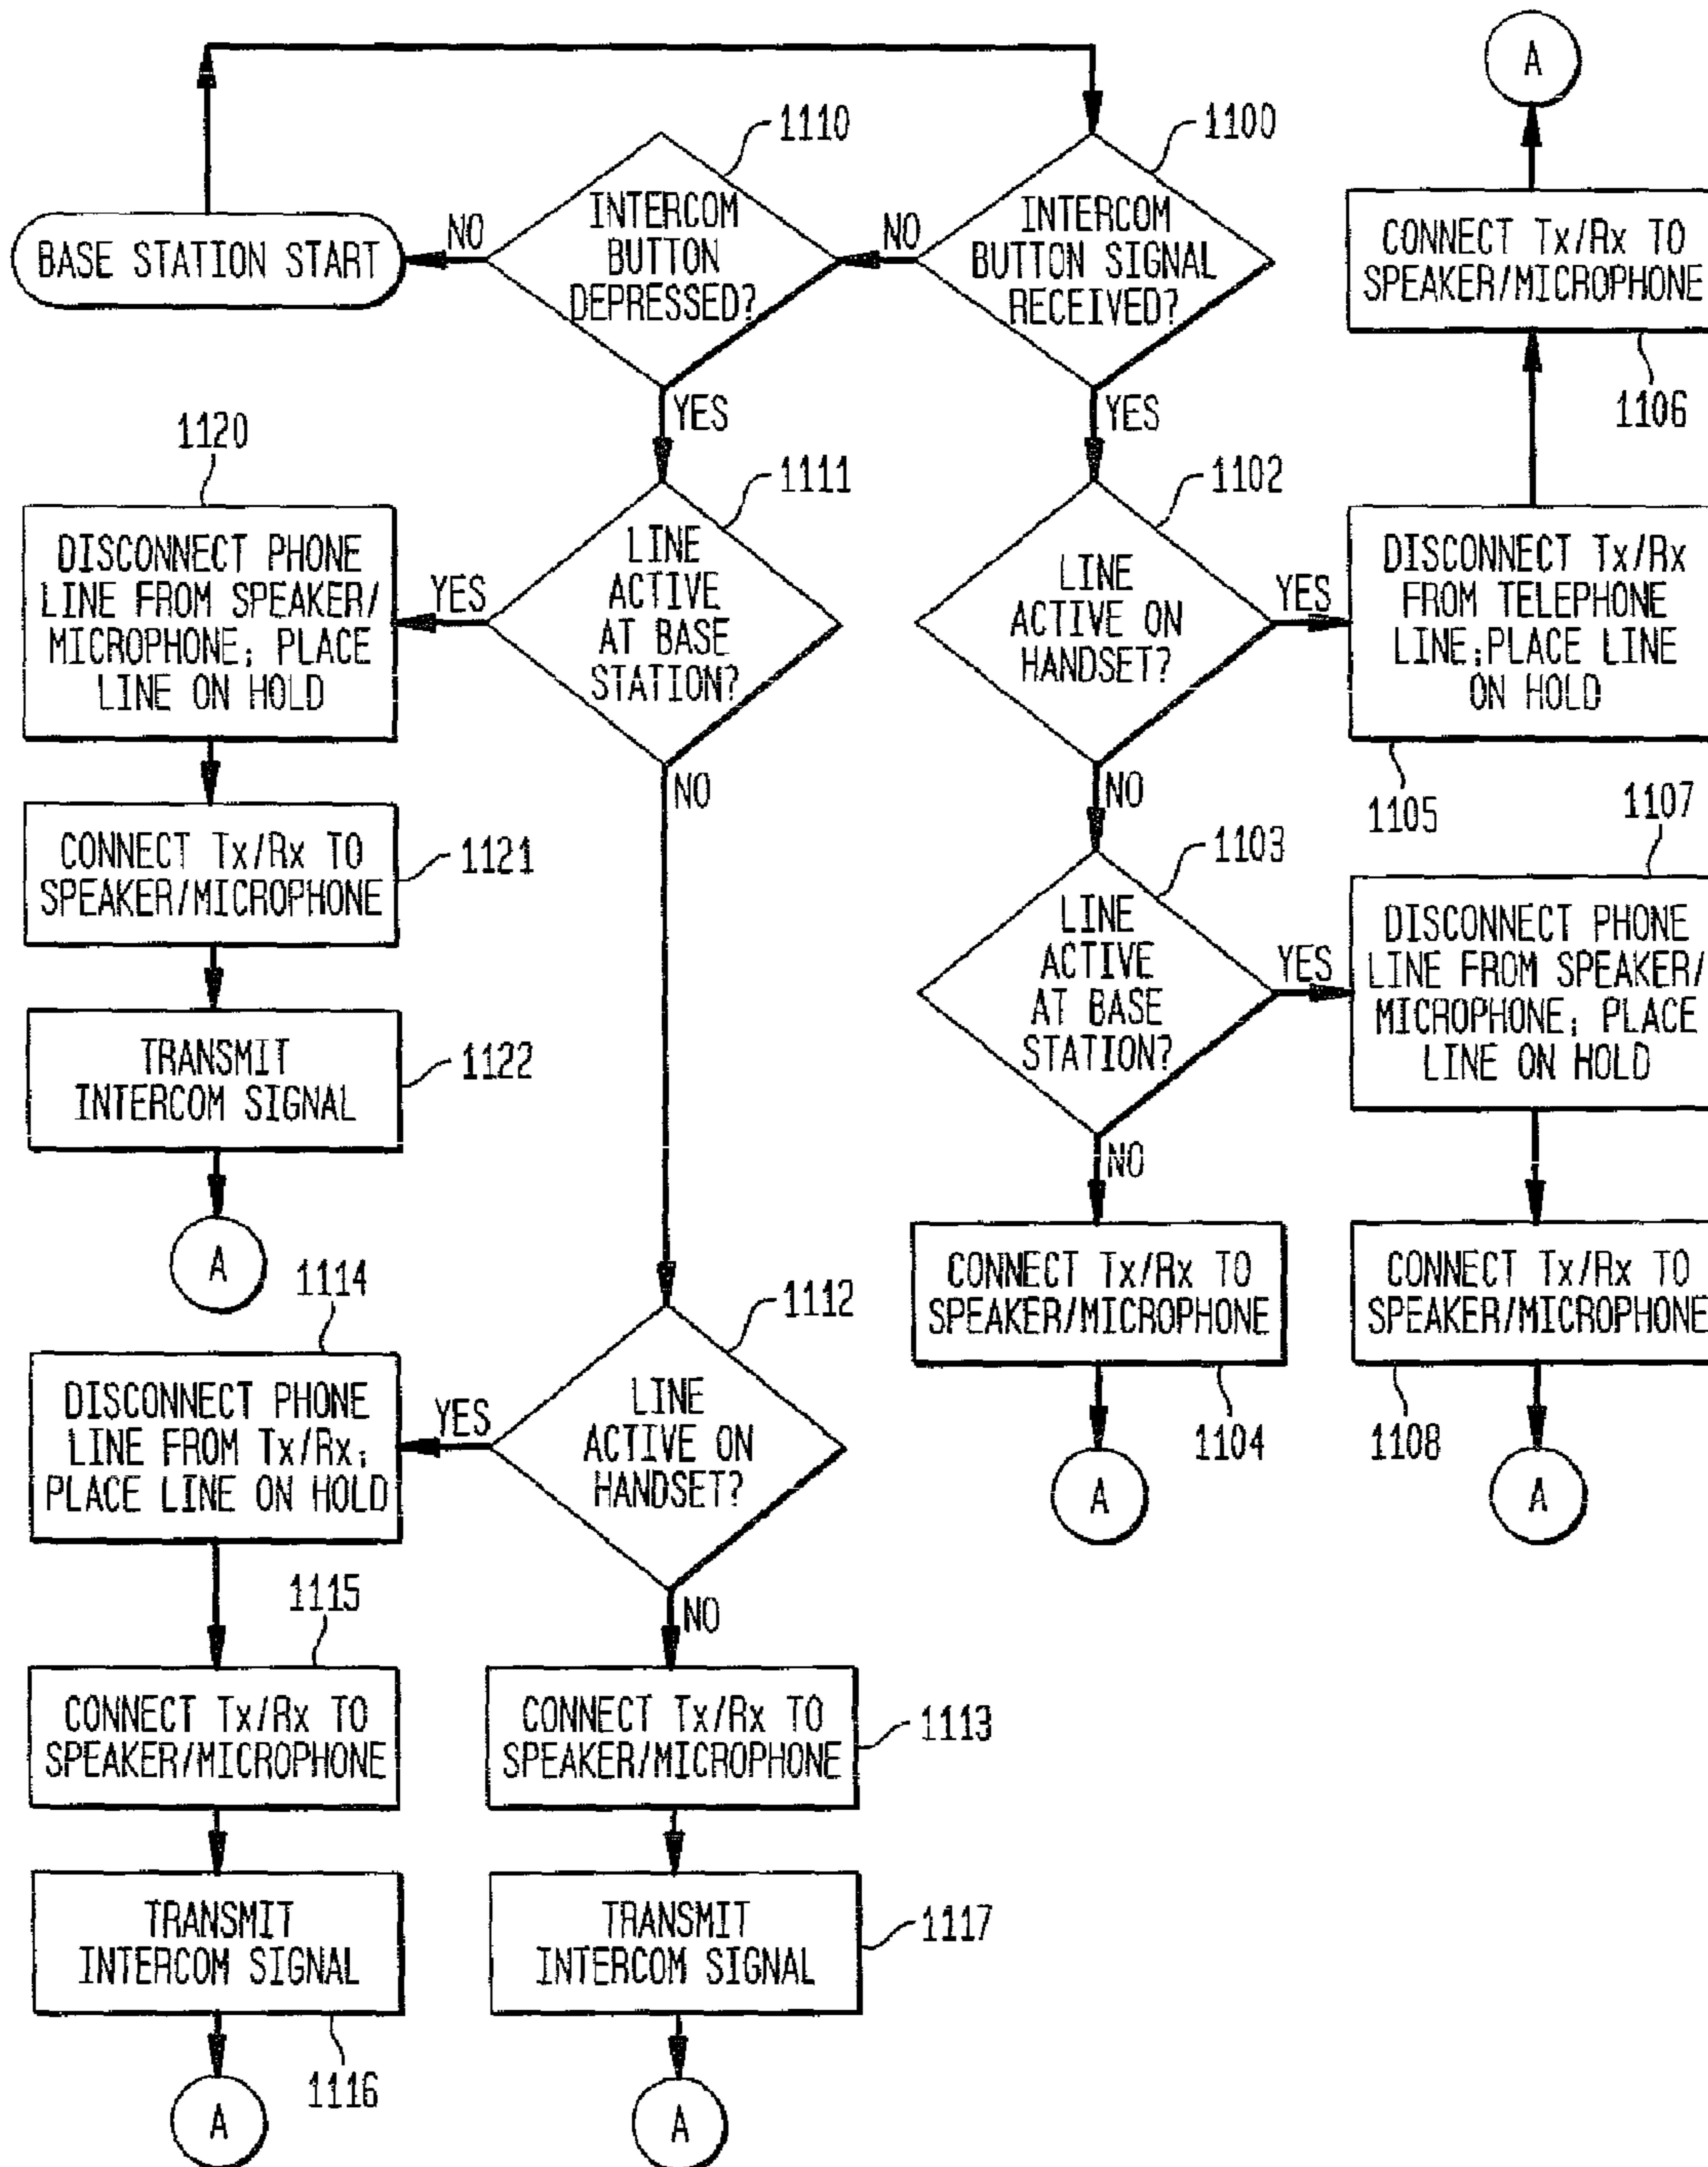 A
1110
1100
INTERCOM
BUTTON
DEPRESSED?
INTERCOM
BUTTON SIGNAL
RECEIVED?
NO
NO
BASE STATION START
CONNECT Tx/Rx TO
SPEAKER/MICROPHONE
1106
YES
YES
1120
1111
1102
DISCONNECT PHONE
LINE FROM SPEAKER/
MICROPHONE; PLACE
LINE ON HOLD
YES
LINE
ACTIVE
AT BASE
STATION?
LINE
ACTIVE ON
HANDSET?
YES
DISCONNECT Tx/Rx
FROM TELEPHONE
LINE;PLACE LINE
ON HOLD
NO
NO
1105
1107
CONNECT Tx/Rx TO
SPEAKER/MICROPHONE
1121
1103
LINE
ACTIVE
AT BASE
STATION?
YES
DISCONNECT PHONE
LINE FROM SPEAKER/
MICROPHONE; PLACE
LINE ON HOLD
TRANSMIT
INTERCOM SIGNAL
1122
NO
A
1114
1112
CONNECT Tx/Rx TO
SPEAKER/MICROPHONE
1104
CONNECT Tx/Rx TO
SPEAKER/MICROPHONE
1108
DISCONNECT PHONE
LINE FROM Tx/Rx;
PLACE LINE ON HOLD
YES
LINE
ACTIVE ON
HANDSET?
A
A
1115
NO
CONNECT Tx/Rx TO
SPEAKER/MICROPHONE
CONNECT Tx/Rx TO
SPEAKER/MICROPHONE
1113
TRANSMIT
INTERCOM SIGNAL
TRANSMIT
INTERCOM SIGNAL
1117
1116
A
A